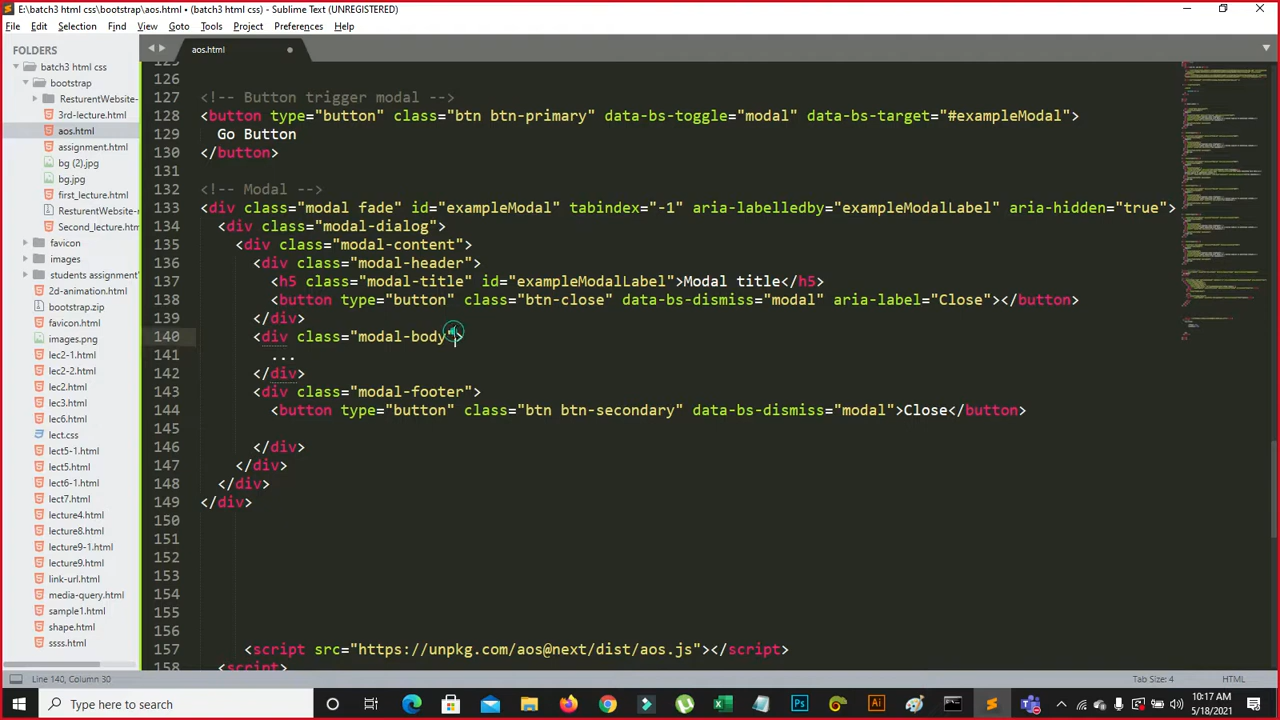 E:\batch3 html css\bootstrap\aos.html • (batch3 html css) - Sublime Text (UNREGISTERED)
File Edit Selection Find View Goto Tools Project Preferences Help
FOLDERS
batch3 html css
bootstrap
ResturentWebsite-
3rd-lecture.html
aos.html
assignment.html
bg (2).jpg
bg.jpg
first_lecture.html
ResturentWebsite-r
Second_lecture.htm
favicon
images
students assignment
2d-animation.html
bootstrap.zip
favicon.html
images.png
lec2-1.html
lec2-2.html
lec2.html
lec3.html
lec6.html
lect.css
lect5-1.html
lect5.html
lect6-1.html
lect7.html
lecture4.html
lecture8.html
lecture9-1.html
lecture9.html
link-url.html
media-query.html
sample1.html
shape.html
ssss.html
aos.html
125
126
127 <!-- Button trigger modal -->
128 <button type="button" class="btn btn-primary" data-bs-toggle="modal" data-bs-target="#exampleModal">
129 Go Button
130 </button>
131
132 <!-- Modal -->
133 <div class="modal fade" id="exampleModal" tabindex="-1" aria-labelledby="exampleModalLabel" aria-hidden="true">
134 <div class="modal-dialog">
135 <div class="modal-content">
136 <div class="modal-header">
137 <h5 class="modal-title" id="exampleModalLabel">Modal title</h5>
138 <button type="button" class="btn-close" data-bs-dismiss="modal" aria-label="Close"></button>
139 </div>
140 <div class="modal-body">
141 ...
142 </div>
143 <div class="modal-footer">
144 <button type="button" class="btn btn-secondary" data-bs-dismiss="modal">Close</button>
145
146 </div>
147 </div>
148 </div>
149 </div>
150
151
152
153
154
155
156
157 <script src="https://unpkg.com/aos@next/dist/aos.js"></script>
158 <script>
Line 140, Column 30
Tab Size: 4 HTML
Type here to search
10:17 AM
5/18/2021